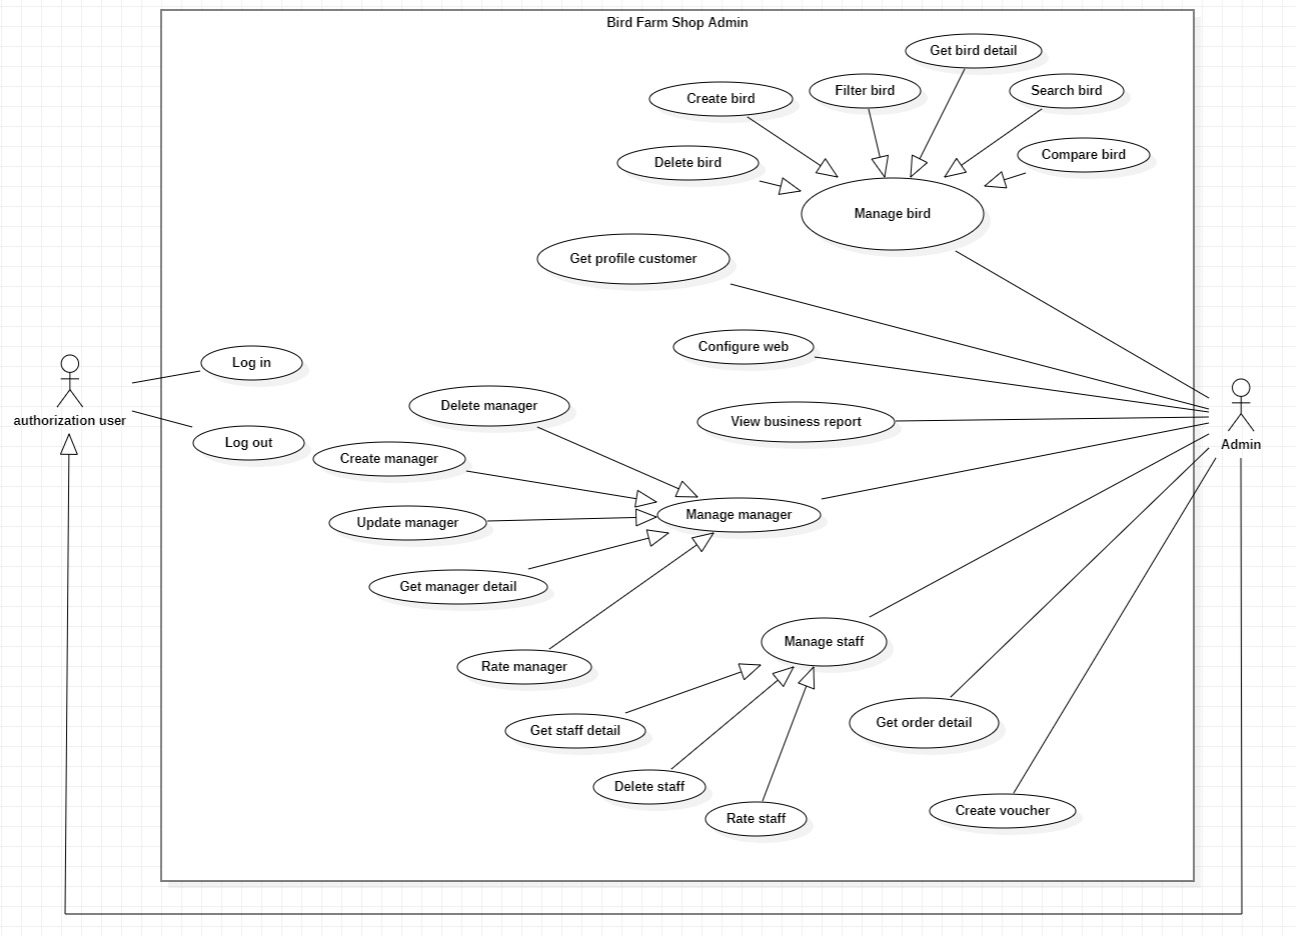 Bird Farm Shop Admin
Get bird detail
Filter bird
Search bird
Create bird
Compare bird
Delete bird
Manage bird
Get profile customer
Configure web
Log in
Delete manager
authorization user
View business report
Log out
Admin
Create manager
Manage manager
Update manager
Get manager detail
Manage staff
Rate manager
Get order detail
Get staff detail
Delete staff
Create voucher
Rate staff